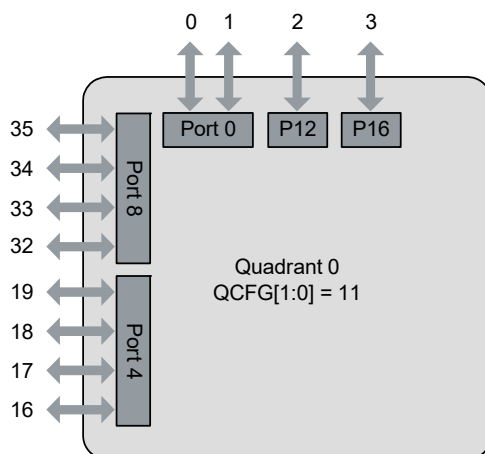 0 1 2 3
Port 0 P12 P16
35
34
33
32
Port 8
19
18
17
16
Port 4
Quadrant 0
QCFG[1:0] = 11